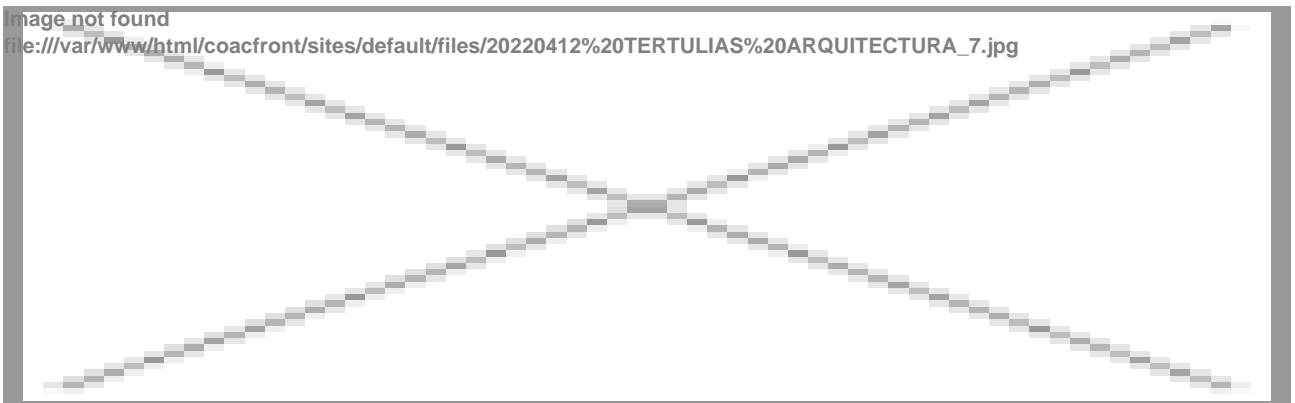 Image not found
file:///var/www/html/coacfront/sites/default/files/20220412%20TERTULIAS%20ARQUITECTURA_7.jpg